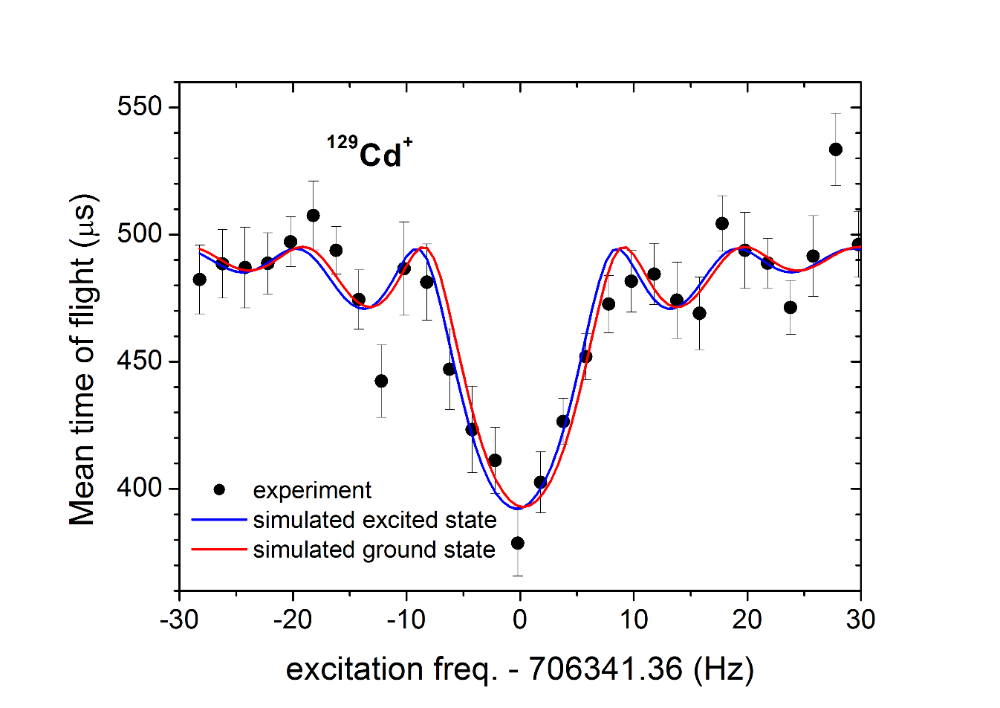 550
500
450
400
Mean time of flight (μs)
¹²⁹Cd⁺
experiment
simulated excited state
simulated ground state
-30 -20 -10 0 10 20 30
excitation freq. - 706341.36 (Hz)